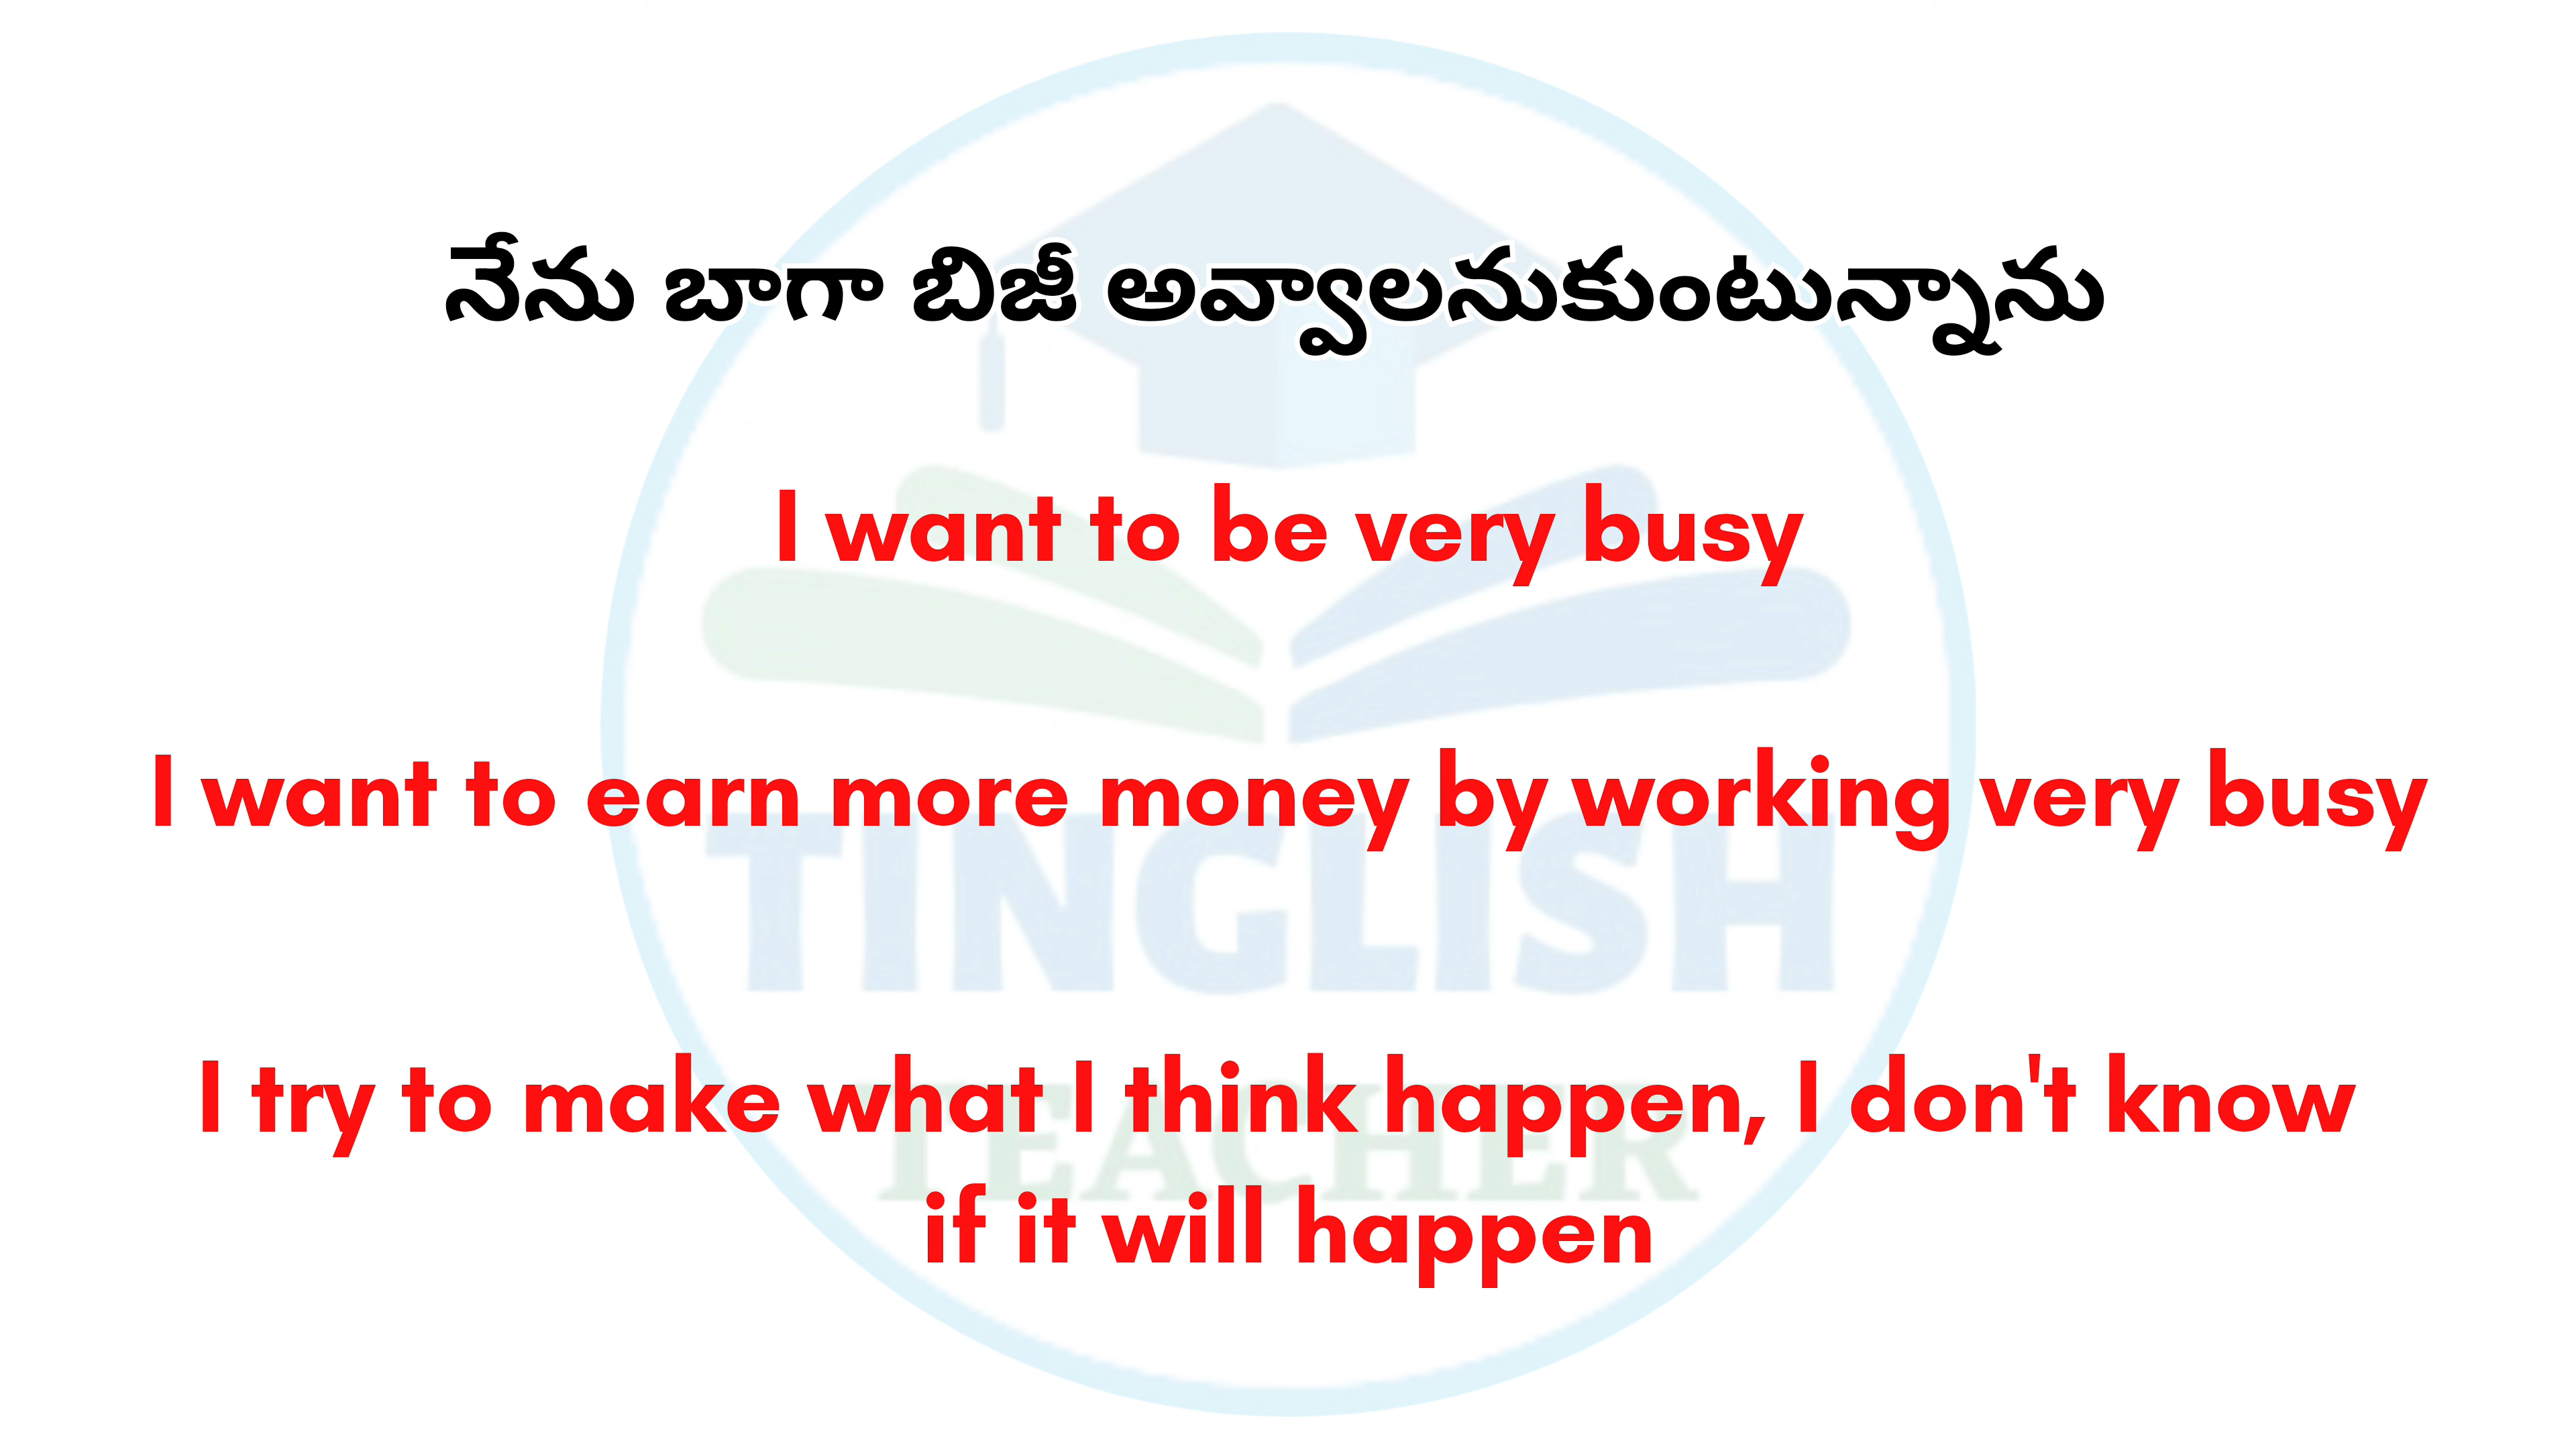 నేను బాగా బిజీ అవ్వాలనుకుంటున్నాను
I want to be very busy
I want to earn more money by working very busy
TINGLISH
I try to make what I think happen, I don't know
TEACHER
if it will happen